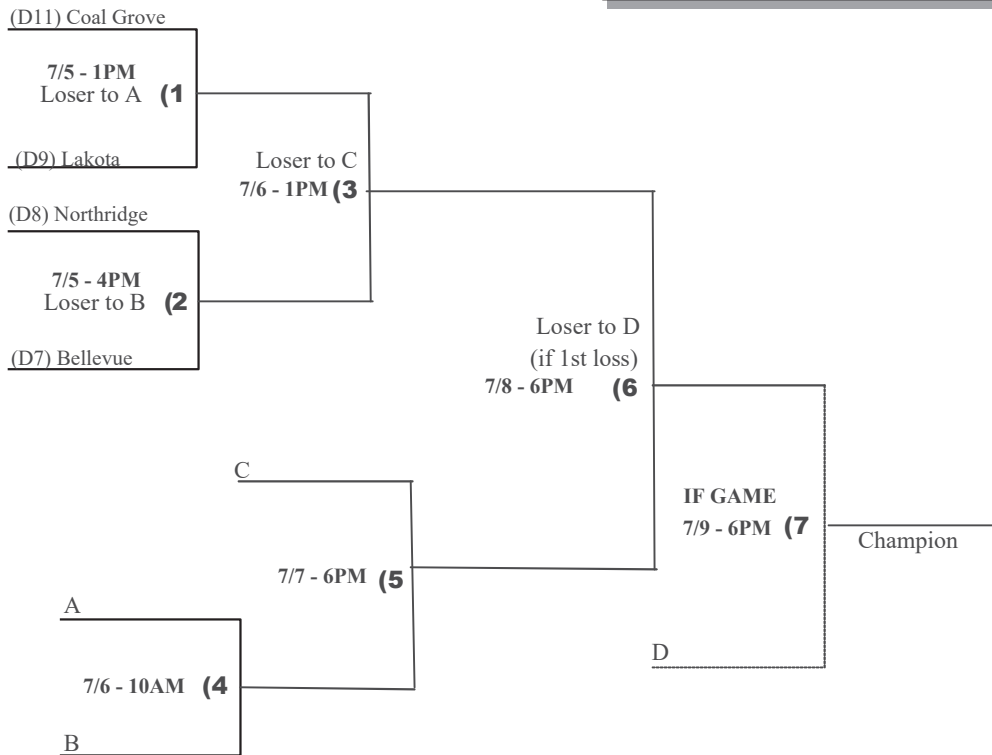 (D11) Coal Grove
7/5 - 1PM
Loser to A (1
(D9) Lakota
Loser to C
7/6 - 1PM (3
(D8) Northridge
7/5 - 4PM
Loser to B (2
(D7) Bellevue
Loser to D
(if 1st loss)
7/8 - 6PM (6
C
IF GAME
7/9 - 6PM (7
Champion
7/7 - 6PM (5
A
D
7/6 - 10AM (4
B